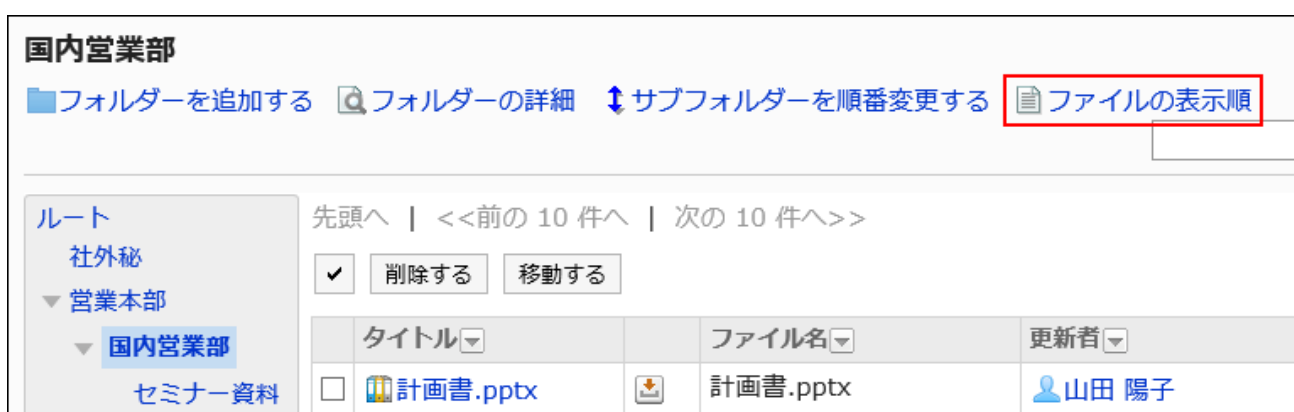 国内営業部
フォルダーを追加する フォルダーの詳細 サブフォルダーを順番変更する ファイルの表示順
ルート
社外秘
営業本部
国内営業部
セミナー資料
先頭へ | <<前の 10 件へ | 次の 10 件へ>>
削除する 移動する
タイトル ファイル名 更新者
計画書.pptx 計画書.pptx 山田 陽子